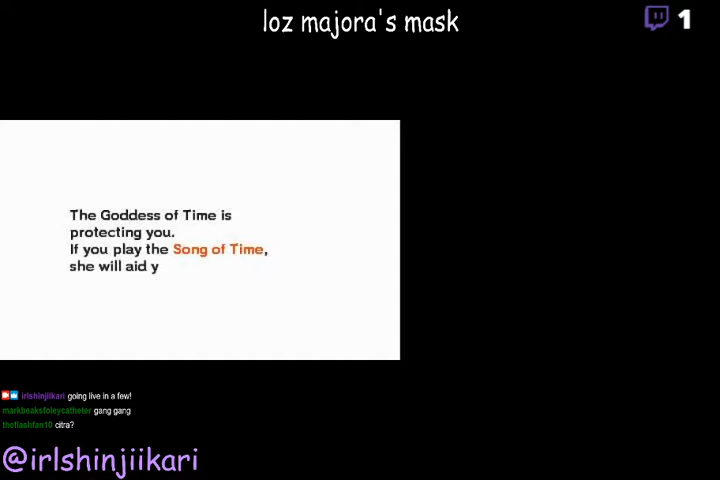 loz majora's mask
1
The Goddess of Time is
protecting you.
If you play the Song of Time,
she will aid y
irlshinjiikari going live in a few!
markbeaksfoleycatheter gang gang
theflashfan10 citra?
@irlshinjiikari